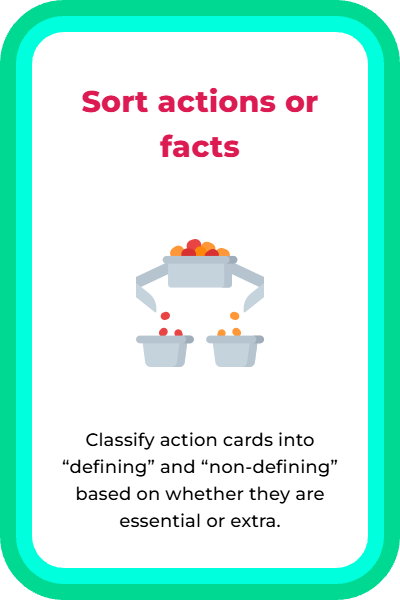 Sort actions or
facts
Classify action cards into
“defining” and “non-defining”
based on whether they are
essential or extra.